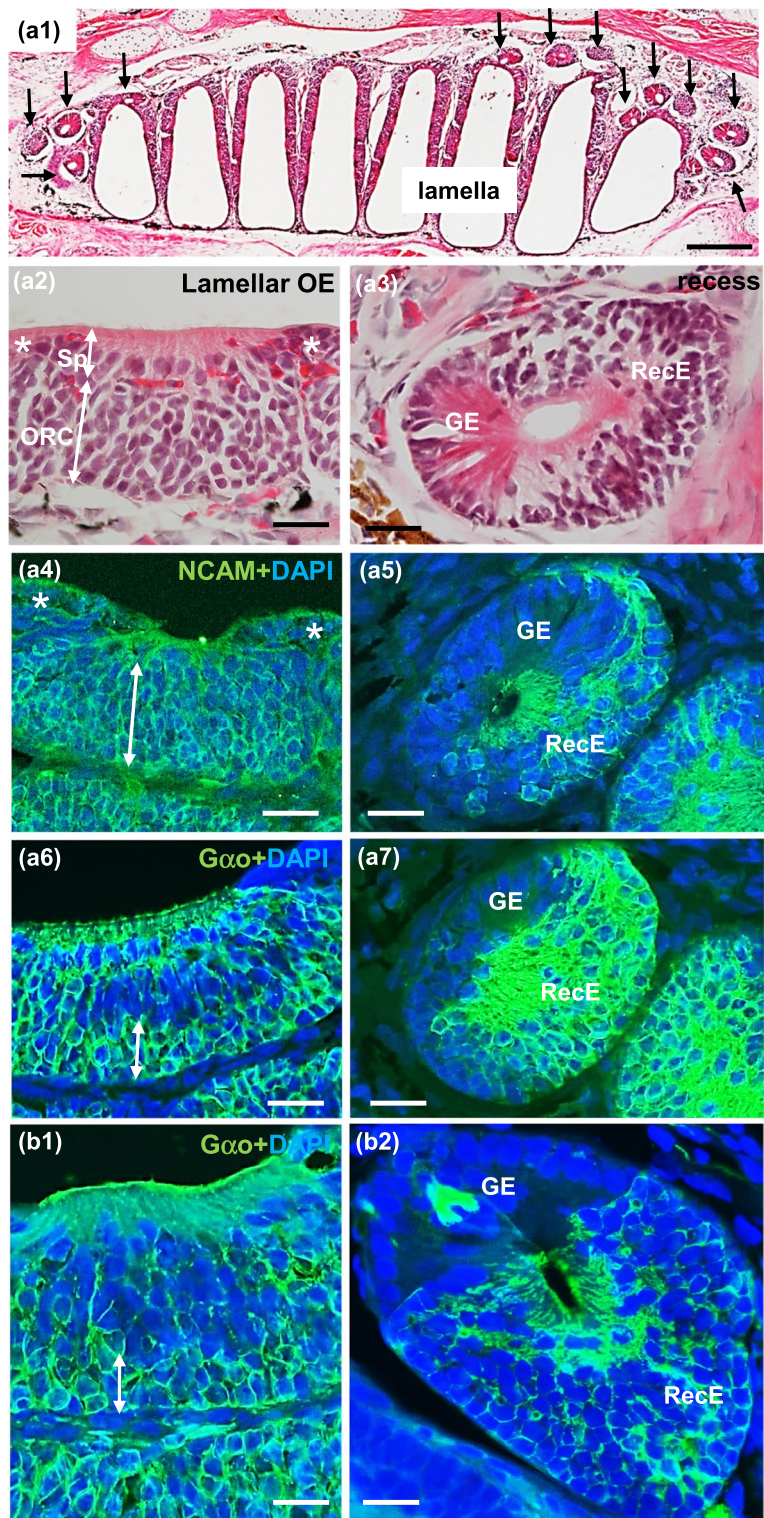 (a1)
lamella
(a2)
Lamellar OE
*
*
Sp
ORC
(a3)
recess
RecE
GE
(a4)
NCAM+DAPI
*
*
(a5)
GE
RecE
(a6)
Gαo+DAPI
(a7)
GE
RecE
(b1)
Gαo+DAPI
(b2)
GE
RecE